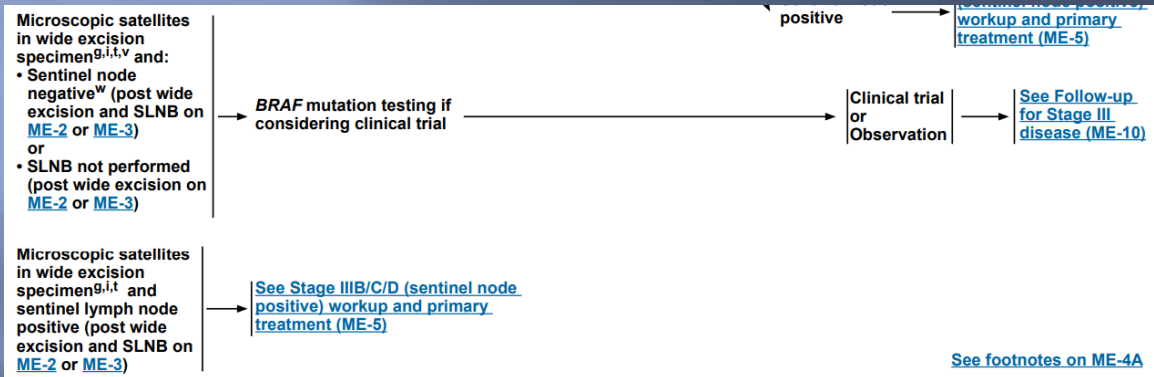 positive
(sentinel node positive)
workup and primary
treatment (ME-5)
Microscopic satellites
in wide excision
specimeng,i,t,v and:
• Sentinel node
negativew (post wide
excision and SLNB on
ME-2 or ME-3)
or
• SLNB not performed
(post wide excision on
ME-2 or ME-3)
BRAF mutation testing if
considering clinical trial
Clinical trial
or
Observation
See Follow-up
for Stage III
disease (ME-10)
Microscopic satellites
in wide excision
specimeng,i,t and
sentinel lymph node
positive (post wide
excision and SLNB on
ME-2 or ME-3)
See Stage IIIB/C/D (sentinel node
positive) workup and primary
treatment (ME-5)
See footnotes on ME-4A